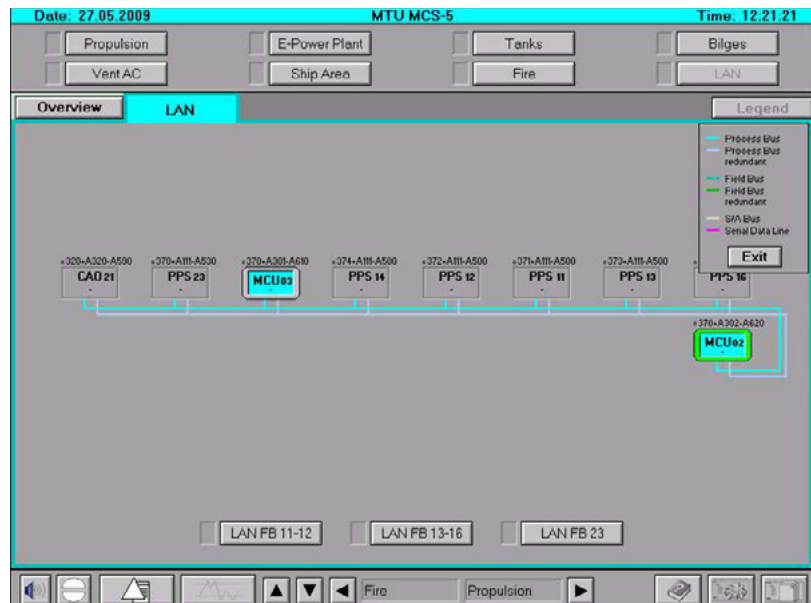 Date: 27.05.2009 MTU MCS-5 Time: 12:21:21
Propulsion E-Power Plant Tanks Bilges
Vent AC Ship Area Fire LAN
Overview LAN Legend
Process Bus
Process Bus
redundant
Field Bus
Field Bus
redundant
S/A Bus
Serial Data Line
Exit
=320+A320-A590 =370+A111-A530 =370+A301-A610 =374+A111-A500 =372+A111-A500 =371+A111-A500 =373+A111-A500
CAO 21 PPS 23 MCU03 PPS 14 PPS 12 PPS 11 PPS 13 PPS 16
=370+A302-A620
MCU02
LAN FB 11-12 LAN FB 13-16 LAN FB 23
Fire Propulsion